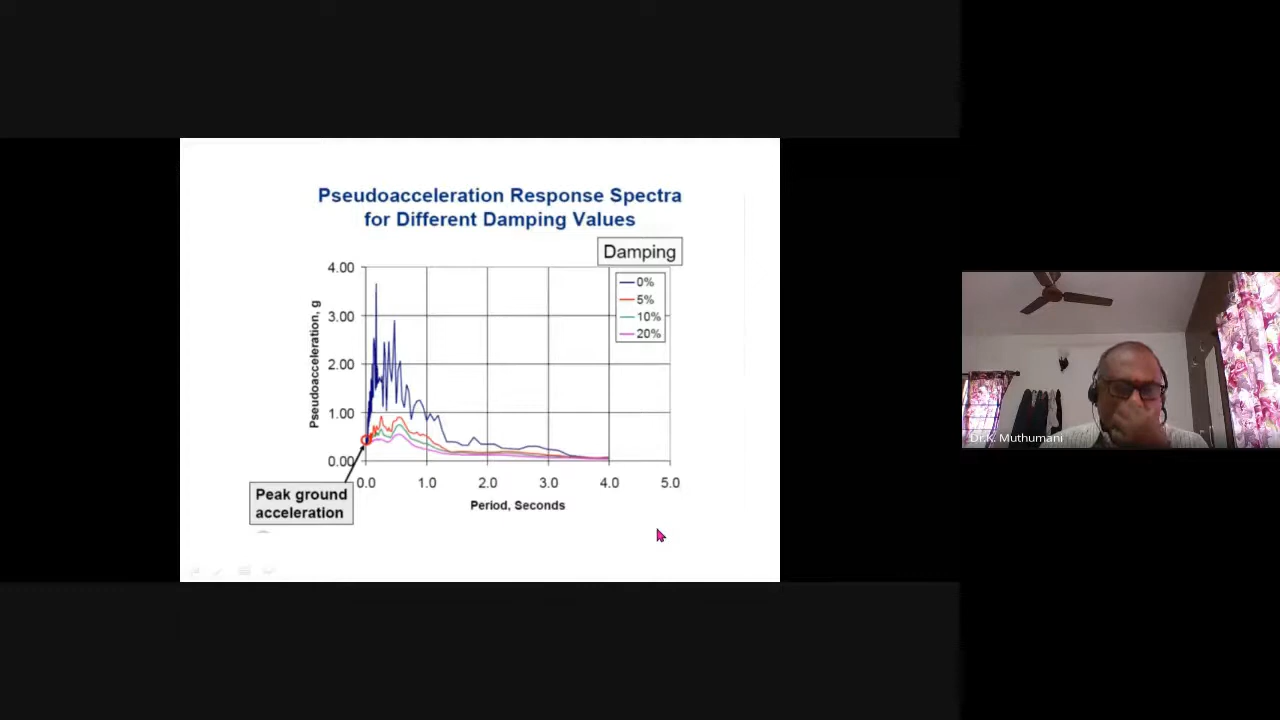 Pseudoacceleration Response Spectra
for Different Damping Values
Damping
0%
5%
10%
20%
4.00
3.00
2.00
1.00
0.00
Pseudoacceleration, g
0.0 1.0 2.0 3.0 4.0 5.0
Period, Seconds
Peak ground
acceleration
Dr.K. Muthumani